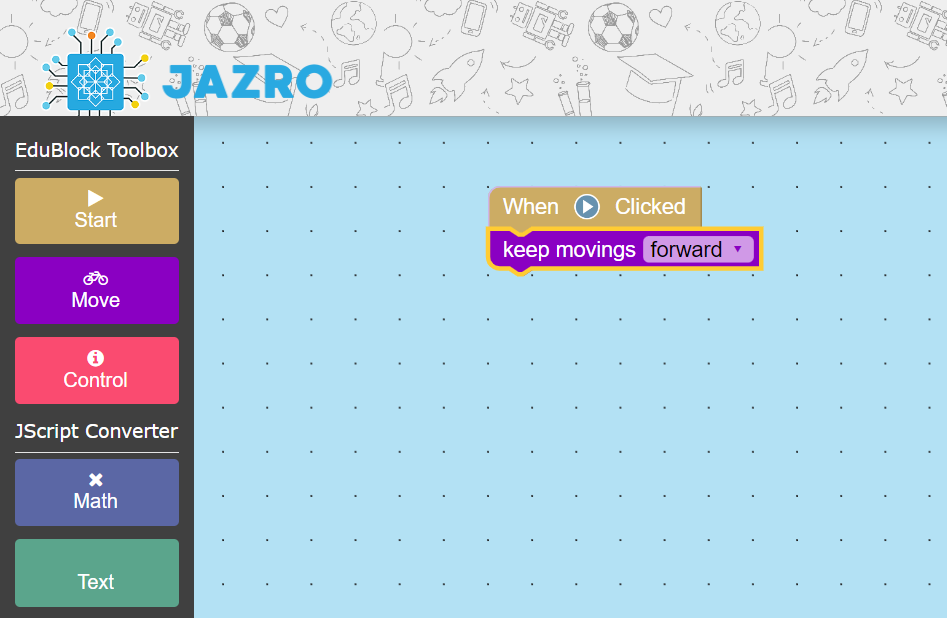 JAZRO
EduBlock Toolbox
Start
Move
Control
JScript Converter
Math
Text
When Clicked
keep movings forward